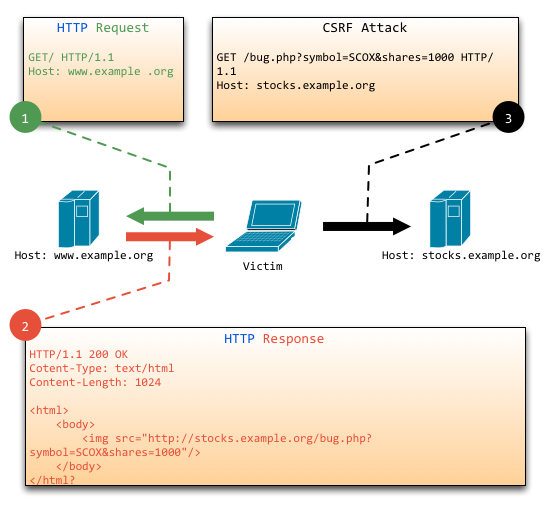 HTTP Request
GET/ HTTP/1.1
Host: www.example .org
1
CSRF Attack
GET /bug.php?symbol=SCOX&shares=1000 HTTP/
1.1
Host: stocks.example.org
3
Host: www.example.org
Victim
Host: stocks.example.org
2
HTTP Response
HTTP/1.1 200 OK
Cotent-Type: text/html
Content-Length: 1024
<html>
<body>
<img src="http://stocks.example.org/bug.php?
symbol=SCOX&shares=1000"/>
</body>
</html?